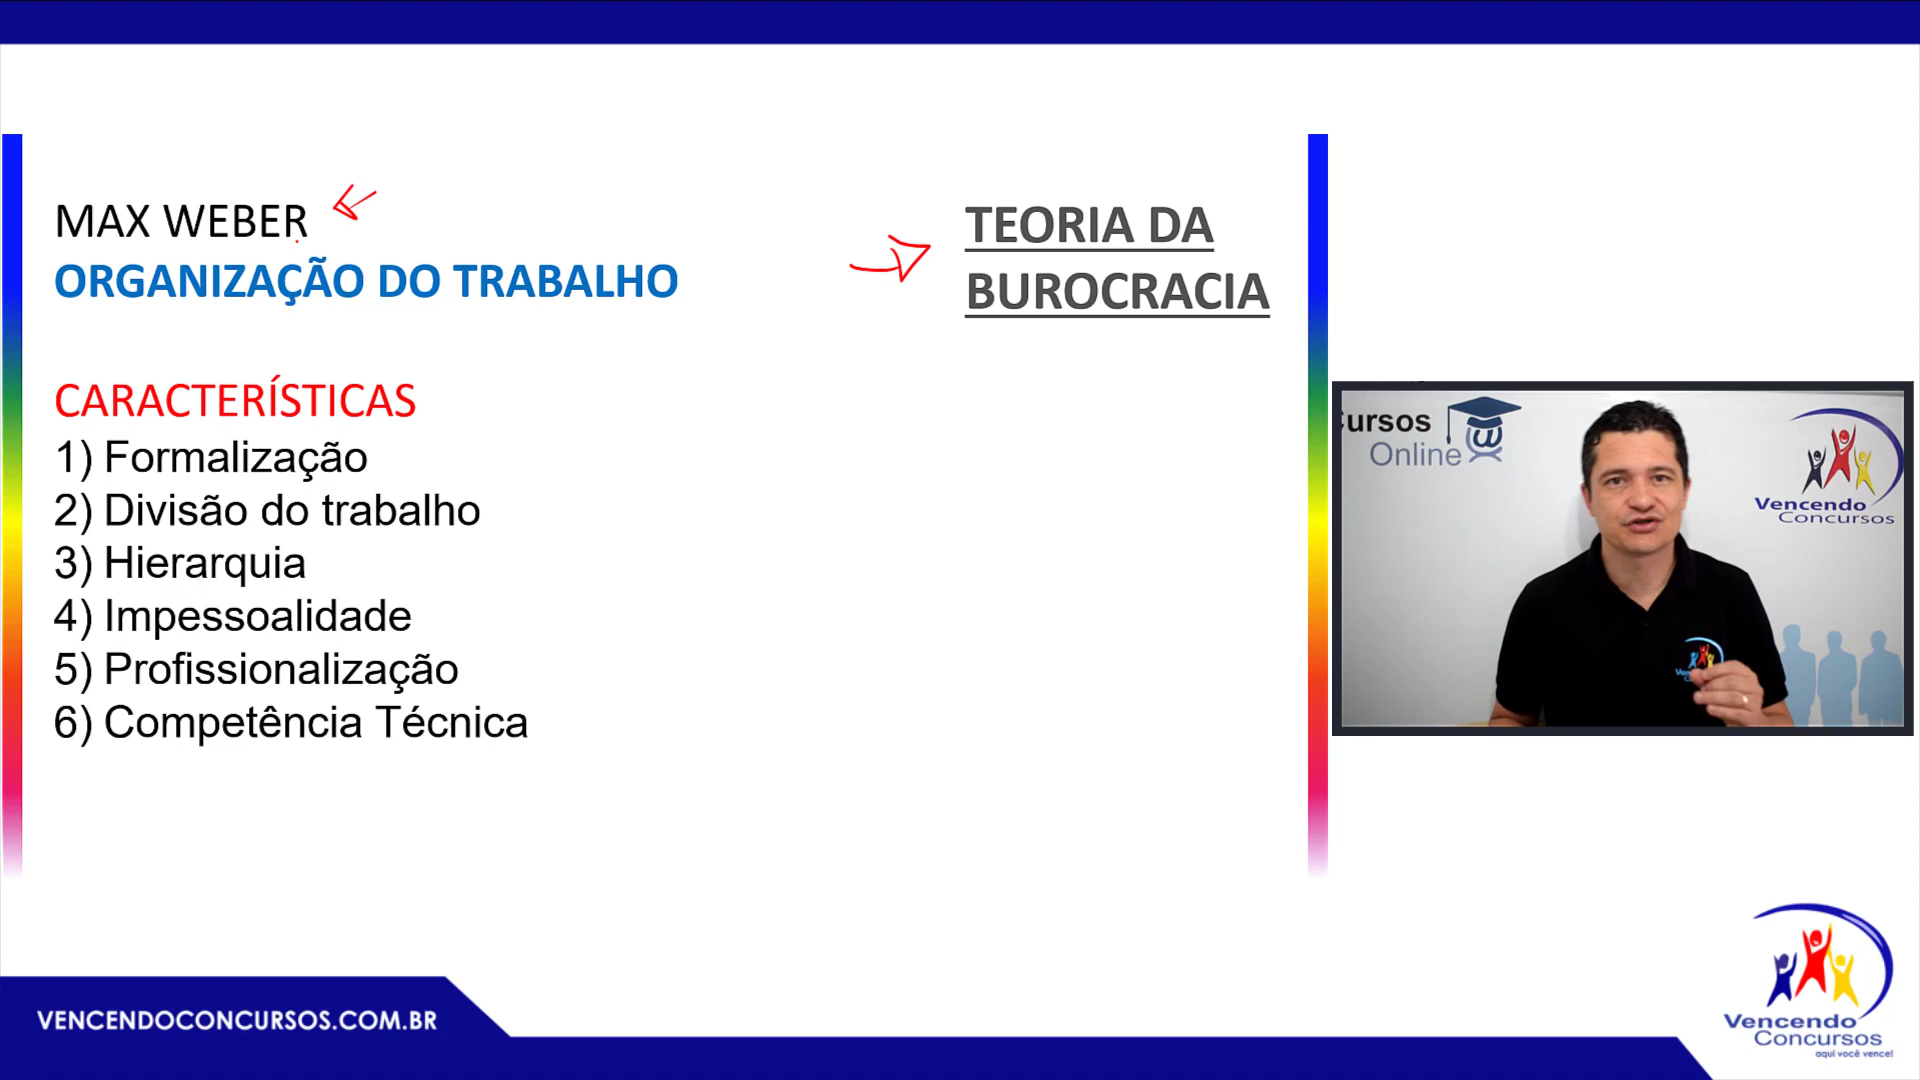 MAX WEBER
ORGANIZAÇÃO DO TRABALHO
TEORIA DA
BUROCRACIA
CARACTERÍSTICAS
1) Formalização
2) Divisão do trabalho
3) Hierarquia
4) Impessoalidade
5) Profissionalização
6) Competência Técnica
Cursos
Online
Vencendo
Concursos
VENCENDOCONCURSOS.COM.BR
Vencendo
Concursos
aqui você vence!